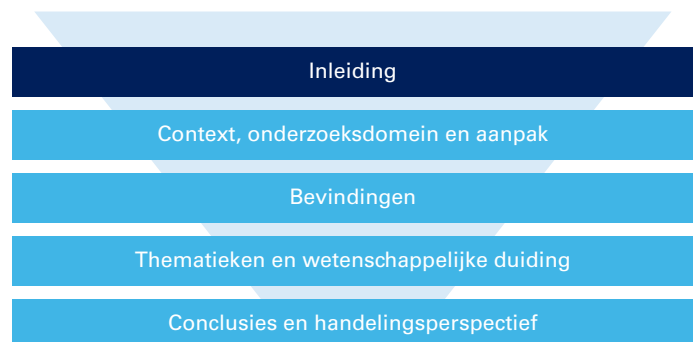 Inleiding
Context, onderzoeksdomein en aanpak
Bevindingen
Thematieken en wetenschappelijke duiding
Conclusies en handelingsperspectief